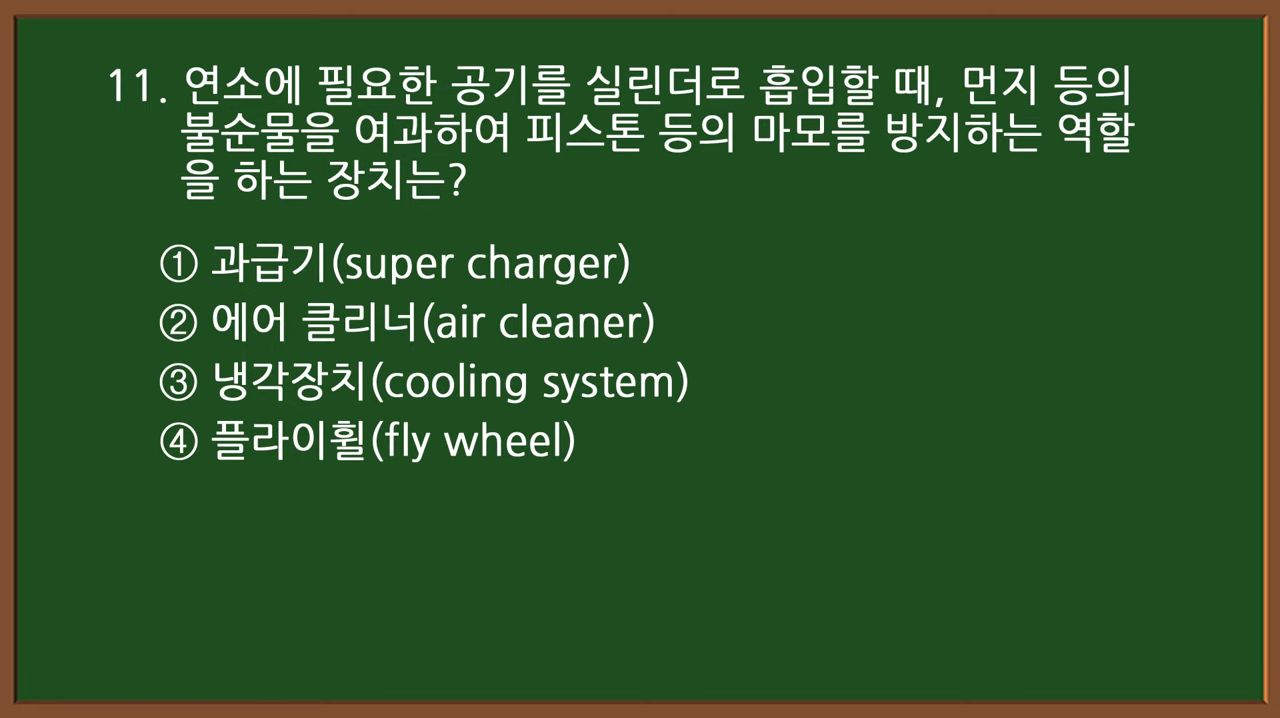 11. 연소에 필요한 공기를 실린더로 흡입할 때, 먼지 등의
불순물을 여과하여 피스톤 등의 마모를 방지하는 역할
을 하는 장치는?
① 과급기(super charger)
② 에어 클리너(air cleaner)
③ 냉각장치(cooling system)
④ 플라이휠(fly wheel)